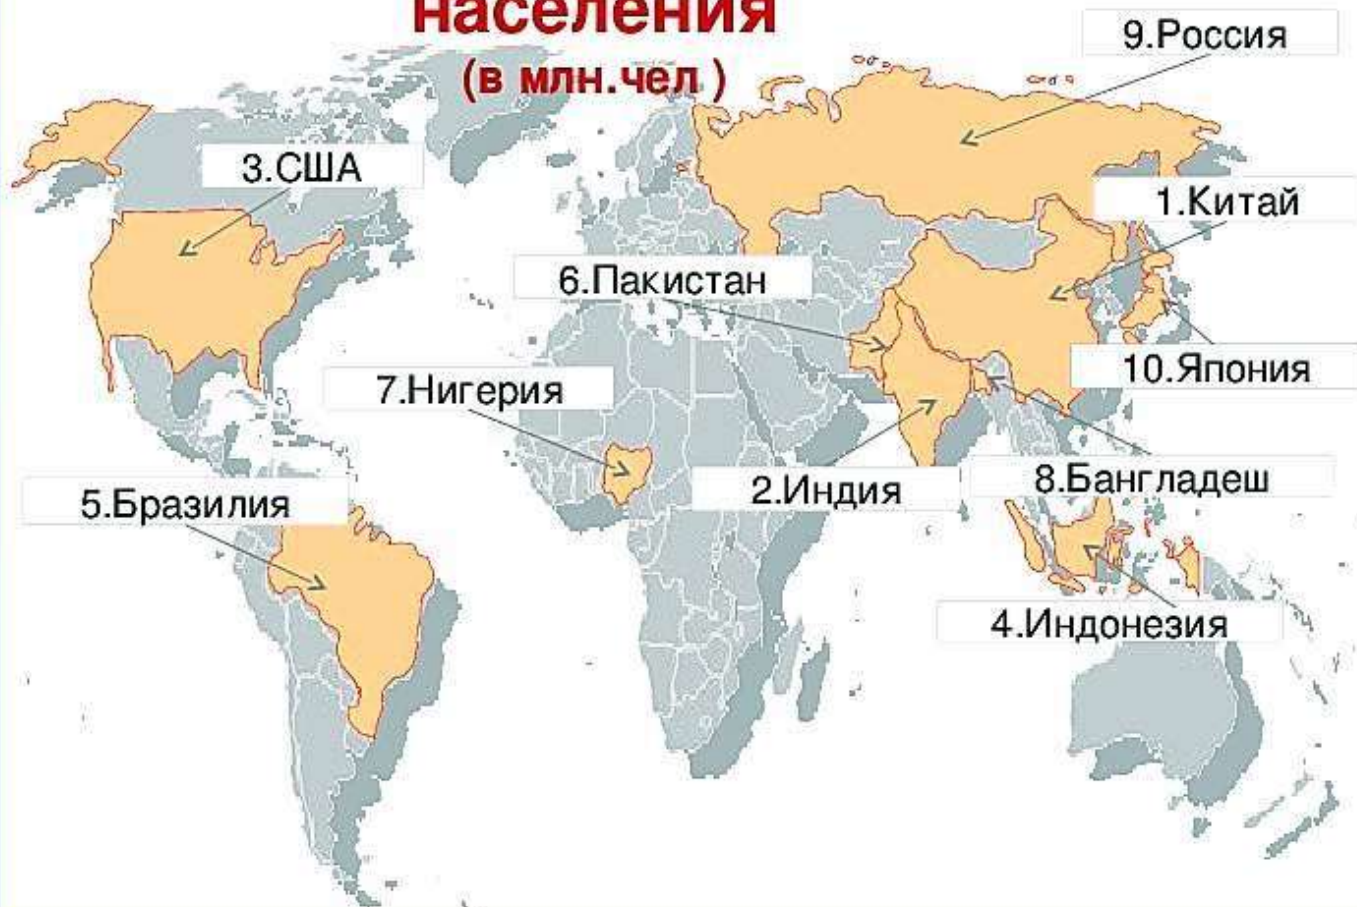 населения
(в млн.чел )
9.Россия
3.США
1.Китай
6.Пакистан
10.Япония
7.Нигерия
8.Бангладеш
2.Индия
5.Бразилия
4.Индонезия